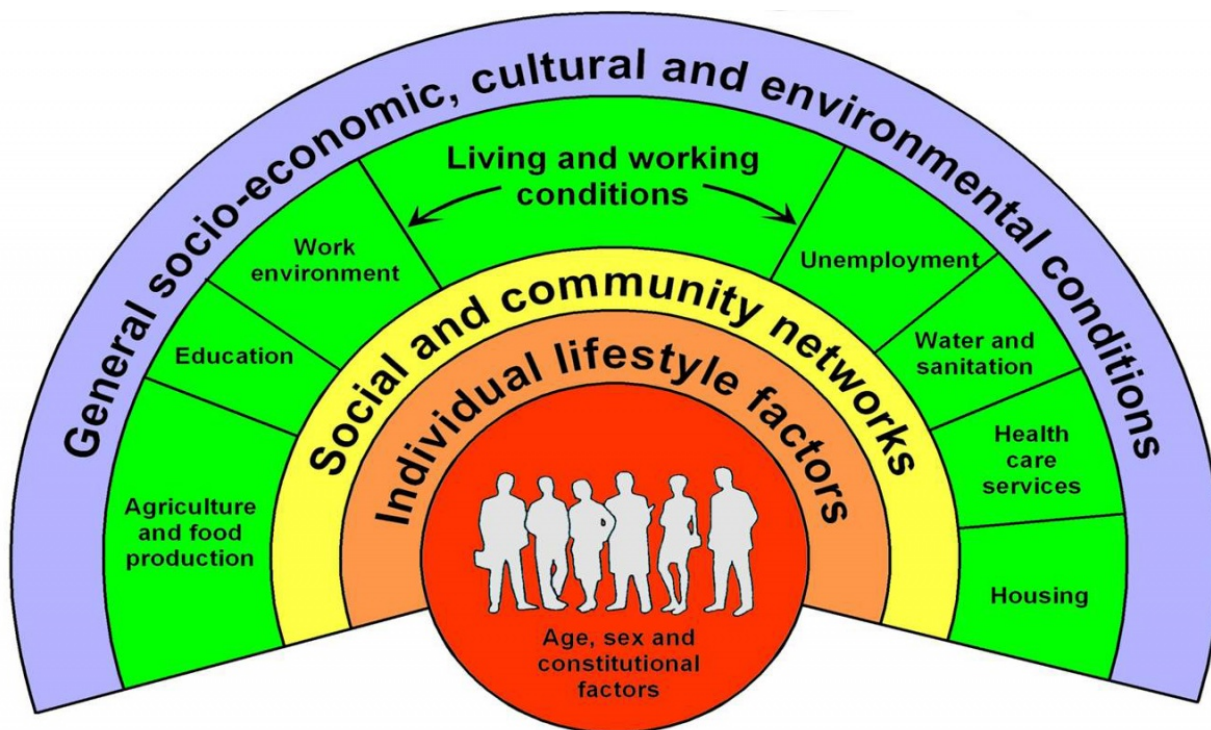 General socio-economic, cultural and environmental conditions
Living and working
conditions
Agriculture
and food
production
Education
Work
environment
Unemployment
Water and
sanitation
Health
care
services
Housing
Social and community networks
Individual lifestyle factors
Age, sex and
constitutional
factors